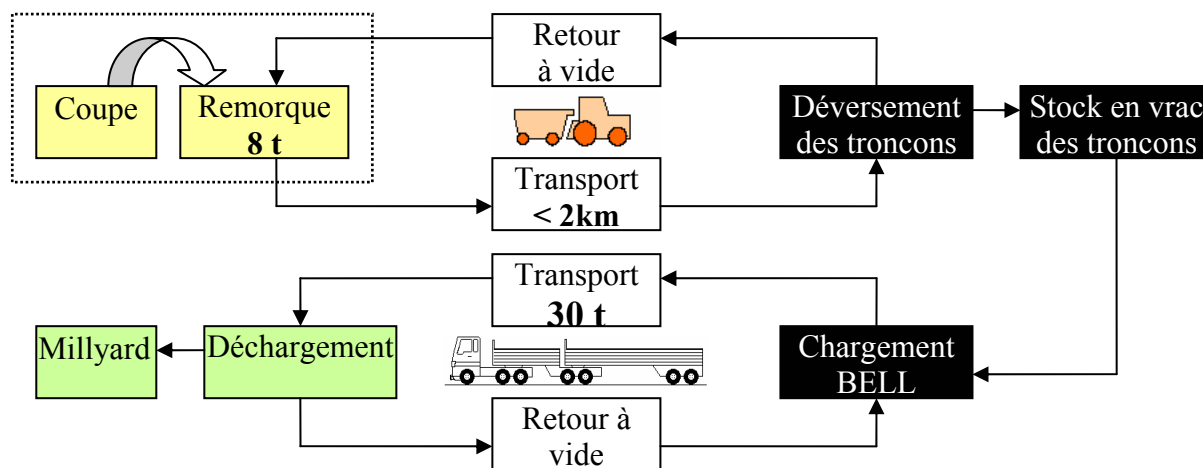 Retour
à vide
Coupe
Remorque
8 t
Déversement
des troncons
Stock en vrac
des troncons
Transport
< 2km
Transport
30 t
Millyard
Déchargement
Chargement
BELL
Retour à
vide